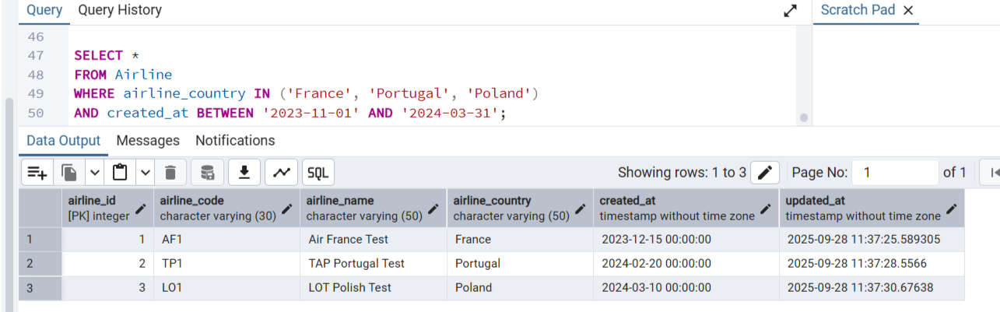 Query Query History Scratch Pad
46
47 SELECT *
48 FROM Airline
49 WHERE airline_country IN ('France', 'Portugal', 'Poland')
50 AND created_at BETWEEN '2023-11-01' AND '2024-03-31';
Data Output Messages Notifications
SQL Showing rows: 1 to 3 Page No: 1 of 1
airline_id airline_code airline_name airline_country created_at updated_at
[PK] integer character varying (30) character varying (50) character varying (50) timestamp without time zone timestamp without time zone
1 1 AF1 Air France Test France 2023-12-15 00:00:00 2025-09-28 11:37:25.589305
2 2 TP1 TAP Portugal Test Portugal 2024-02-20 00:00:00 2025-09-28 11:37:28.5566
3 3 LO1 LOT Polish Test Poland 2024-03-10 00:00:00 2025-09-28 11:37:30.67638